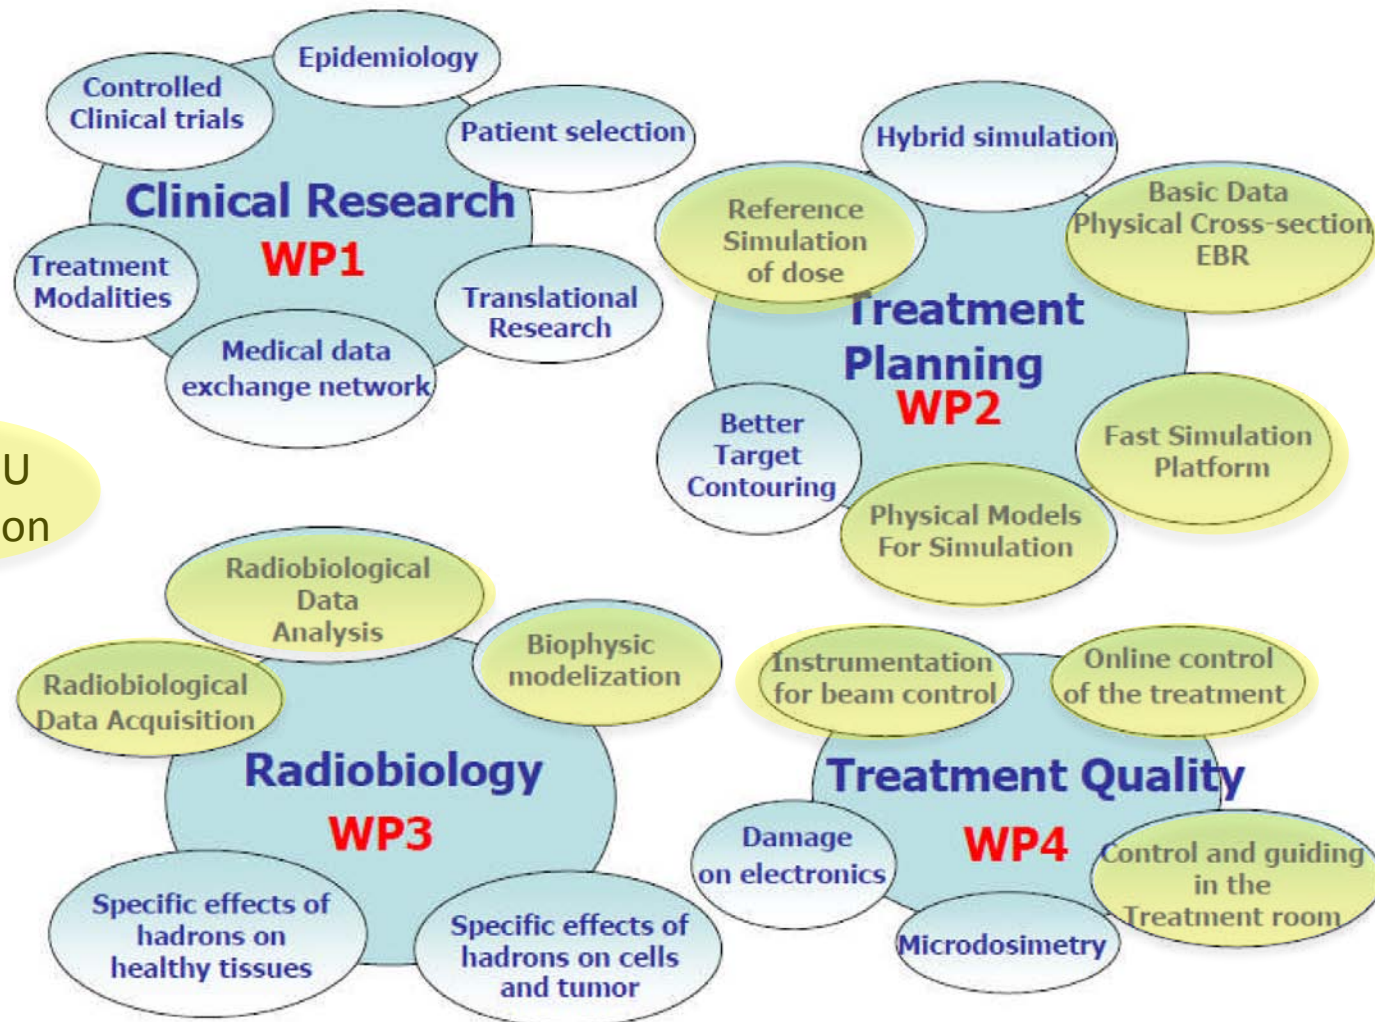 Epidemiology
Controlled
Clinical trials
Patient selection
Clinical Research
WP1
Treatment
Modalities
Translational
Research
Medical data
exchange network
Hybrid simulation
Reference
Simulation
of dose
Basic Data
Physical Cross-section
EBR
Treatment
Planning
WP2
Better
Target
Contouring
Fast Simulation
Platform
Physical Models
For Simulation
U
on
Radiobiological
Data
Analysis
Biophysic
modelization
Radiobiological
Data Acquisition
Radiobiology
WP3
Specific effects of
hadrons on
healthy tissues
Specific effects of
hadrons on cells
and tumor
Instrumentation
for beam control
Online control
of the treatment
Treatment Quality
WP4
Damage
on electronics
Control and guiding
in the
Treatment room
Microdosimetry